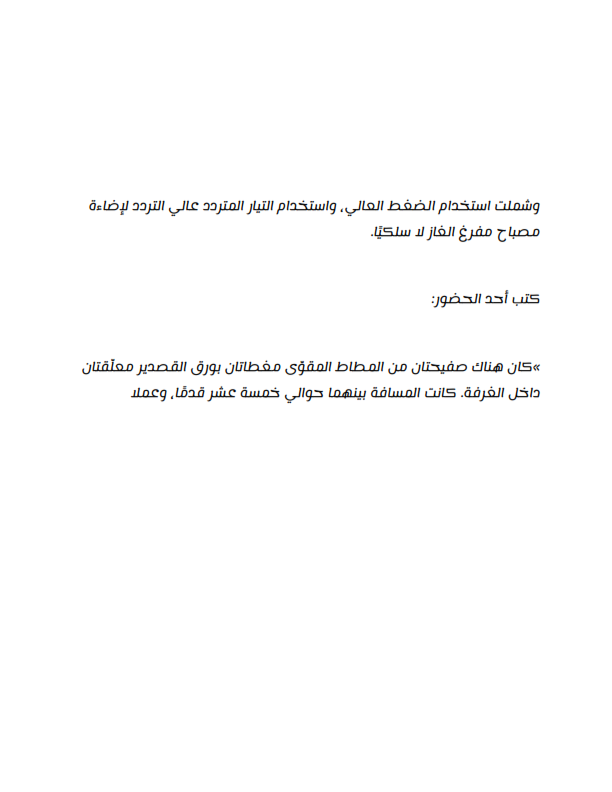 وشملت استخدام الضغط العالي، واستخدام التيار المتردد عالي التردد لإضاءة
مصباح مفرغ الغاز لا سلكيًا.
كتب أحد الحضور:
»كان هناك صفيحتان من المطاط المقوّى مغطاتان بورق القصدير معلّقتان
داخل الغرفة. كانت المسافة بينهما حوالي خمسة عشر قدمًا، وعملا